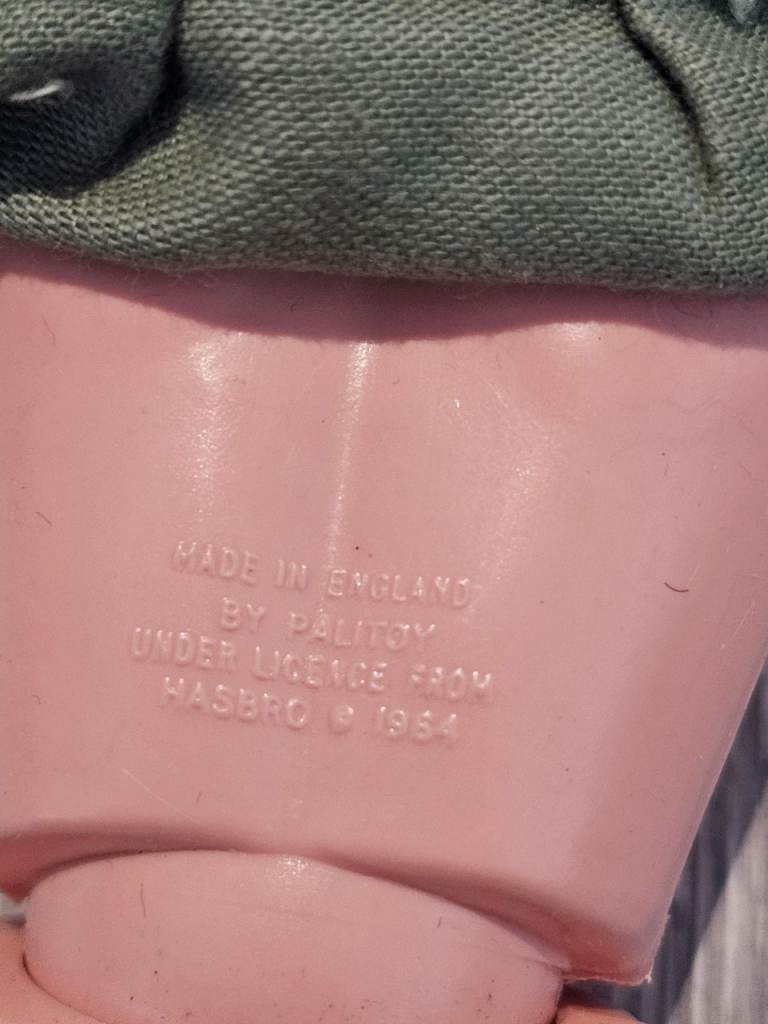 MADE IN ENGLAND
BY PALITOY
UNDER LICENCE FROM
HASBRO © 1964